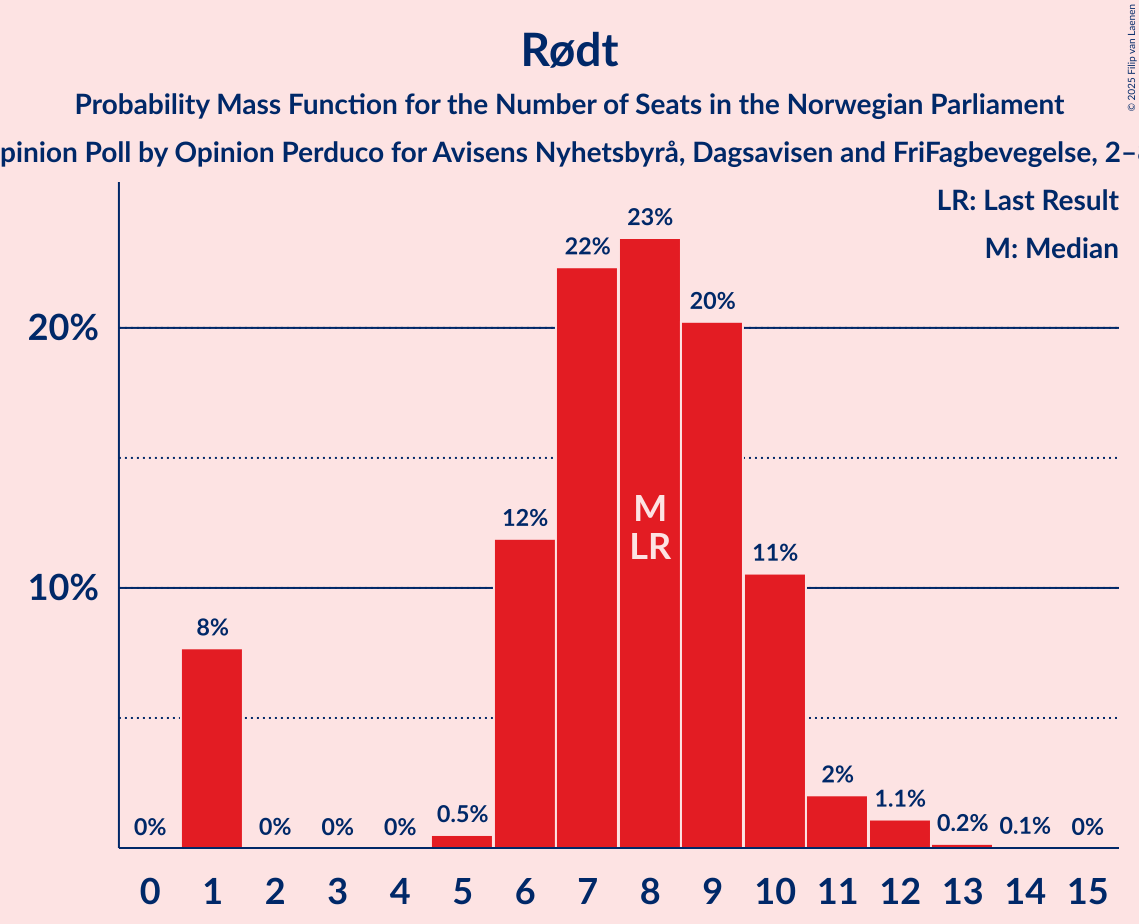 Rødt
Probability Mass Function for the Number of Seats in the Norwegian Parliament
pinion Poll by Opinion Perduco for Avisens Nyhetsbyrå, Dagsavisen and FriFagbevegelse, 2–
© 2025 Filip van Laenen
LR: Last Result
M: Median
20%
10%
0%
8%
0%
0%
0%
0.5%
12%
22%
23%
20%
11%
2%
1.1%
0.2%
0.1%
0%
M
LR
0 1 2 3 4 5 6 7 8 9 10 11 12 13 14 15